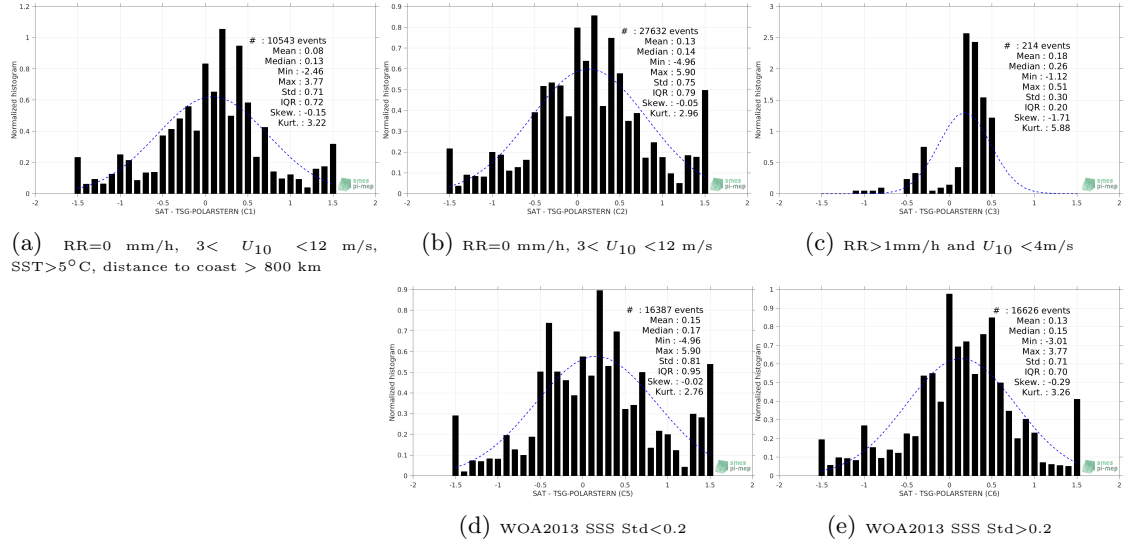 1.2
1
0.8
0.6
0.4
0.2
0
Normalized histogram
-2 -1.5 -1 -0.5 0 0.5 1 1.5 2
SAT - TSG-POLARSTERN (C1)
# : 10543 events
Mean : 0.08
Median : 0.13
Min : -2.46
Max : 3.77
Std : 0.71
IQR : 0.72
Skew. : -0.15
Kurt. : 3.22
smos
pi-mep
(a) RR=0 mm/h, 3< U10 <12 m/s,
SST>5°C, distance to coast > 800 km
0.9
0.8
0.7
0.6
0.5
0.4
0.3
0.2
0.1
0
Normalized histogram
-2 -1.5 -1 -0.5 0 0.5 1 1.5 2
SAT - TSG-POLARSTERN (C2)
# : 27632 events
Mean : 0.13
Median : 0.14
Min : -4.96
Max : 5.90
Std : 0.75
IQR : 0.79
Skew. : -0.05
Kurt. : 2.96
smos
pi-mep
(b) RR=0 mm/h, 3< U10 <12 m/s
3
2.5
2
1.5
1
0.5
0
Normalized histogram
-2 -1.5 -1 -0.5 0 0.5 1 1.5 2
SAT - TSG-POLARSTERN (C3)
# : 214 events
Mean : 0.18
Median : 0.26
Min : -1.12
Max : 0.51
Std : 0.30
IQR : 0.20
Skew. : -1.71
Kurt. : 5.88
smos
pi-mep
(c) RR>1mm/h and U10 <4m/s
0.9
0.8
0.7
0.6
0.5
0.4
0.3
0.2
0.1
0
Normalized histogram
-2 -1.5 -1 -0.5 0 0.5 1 1.5 2
SAT - TSG-POLARSTERN (C5)
# : 16387 events
Mean : 0.15
Median : 0.17
Min : -4.96
Max : 5.90
Std : 0.81
IQR : 0.95
Skew. : -0.02
Kurt. : 2.76
smos
pi-mep
(d) WOA2013 SSS Std<0.2
1
0.9
0.8
0.7
0.6
0.5
0.4
0.3
0.2
0.1
0
Normalized histogram
-2 -1.5 -1 -0.5 0 0.5 1 1.5 2
SAT - TSG-POLARSTERN (C6)
# : 16626 events
Mean : 0.13
Median : 0.15
Min : -3.01
Max : 3.77
Std : 0.71
IQR : 0.70
Skew. : -0.29
Kurt. : 3.26
smos
pi-mep
(e) WOA2013 SSS Std>0.2